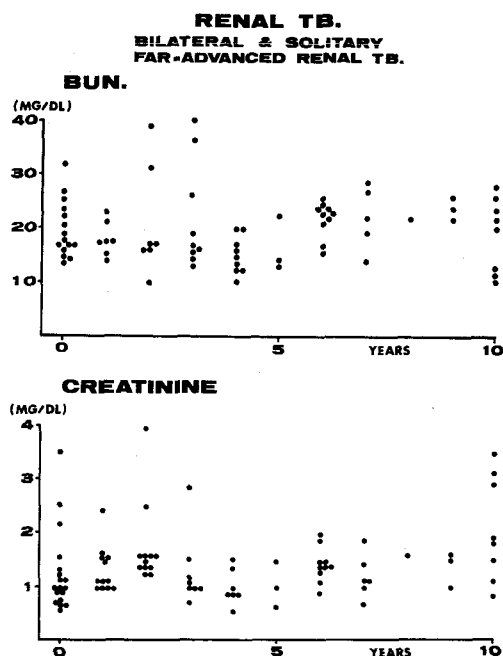 RENAL TB.
BILATERAL & SOLITARY
FAR-ADVANCED RENAL TB.
BUN.
(MG/DL)
40
30
20
10
0 5 YEARS 10
CREATININE
(MG/DL)
4
3
2
1
0 5 YEARS 10